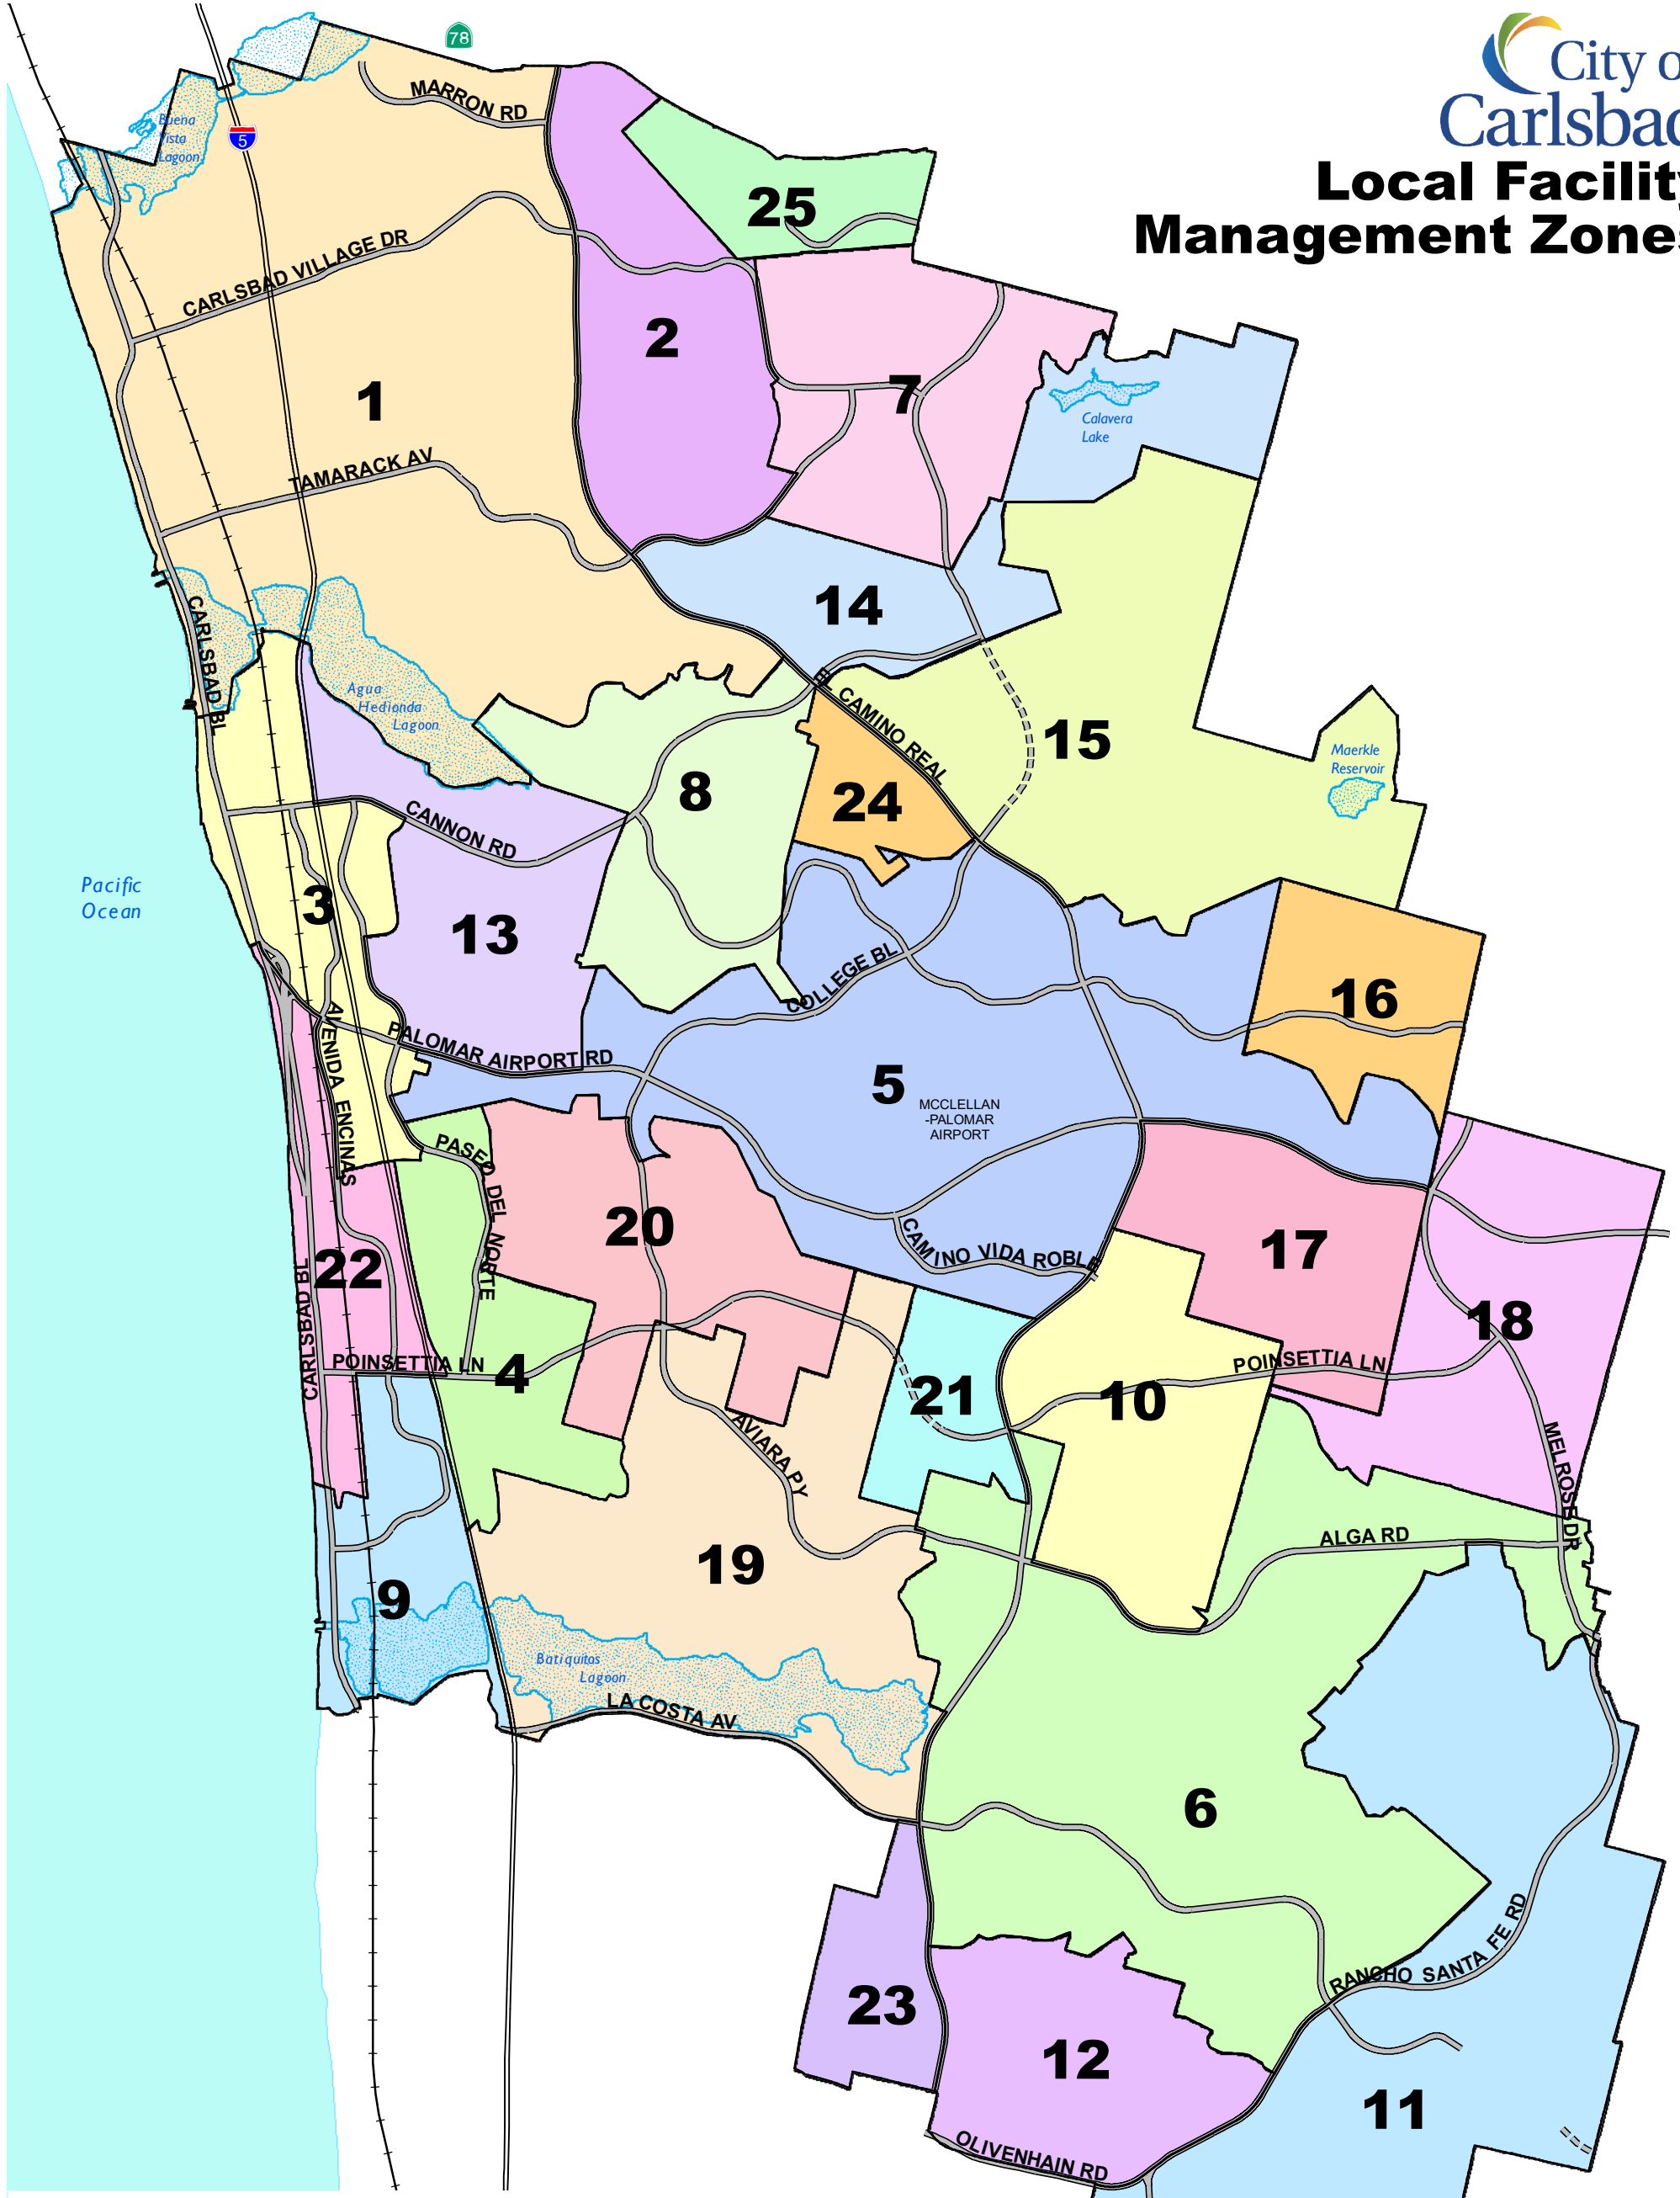 City o
Carlsbad
Local Facility
Management Zones
78
MARRON RD
Buena
Vista
Lagoon
5
25
CARLSBAD VILLAGE DR
2
1
7
Calavera
Lake
TAMARACK AV
14
CARLSBAD BL
Agua
Hedionda
Lagoon
EL CAMINO REAL
15
Maerkle
Reservoir
8
24
CANNON RD
Pacific
Ocean
3
13
COLLEGE BL
16
AVENIDA ENCINAS
PALOMAR AIRPORT RD
5
MCCLELLAN
-PALOMAR
AIRPORT
PASEO DEL NORTE
20
CAMINO VIDA ROBLE
17
22
CARLSBAD BL
18
POINSETTIA LN
4
POINSETTIA LN
21
10
AVIARA PY
MELROSE DR
ALGA RD
19
9
Batiquitos
Lagoon
LA COSTA AV
6
RANCHO SANTA FE RD
23
12
11
OLIVENHAIN RD